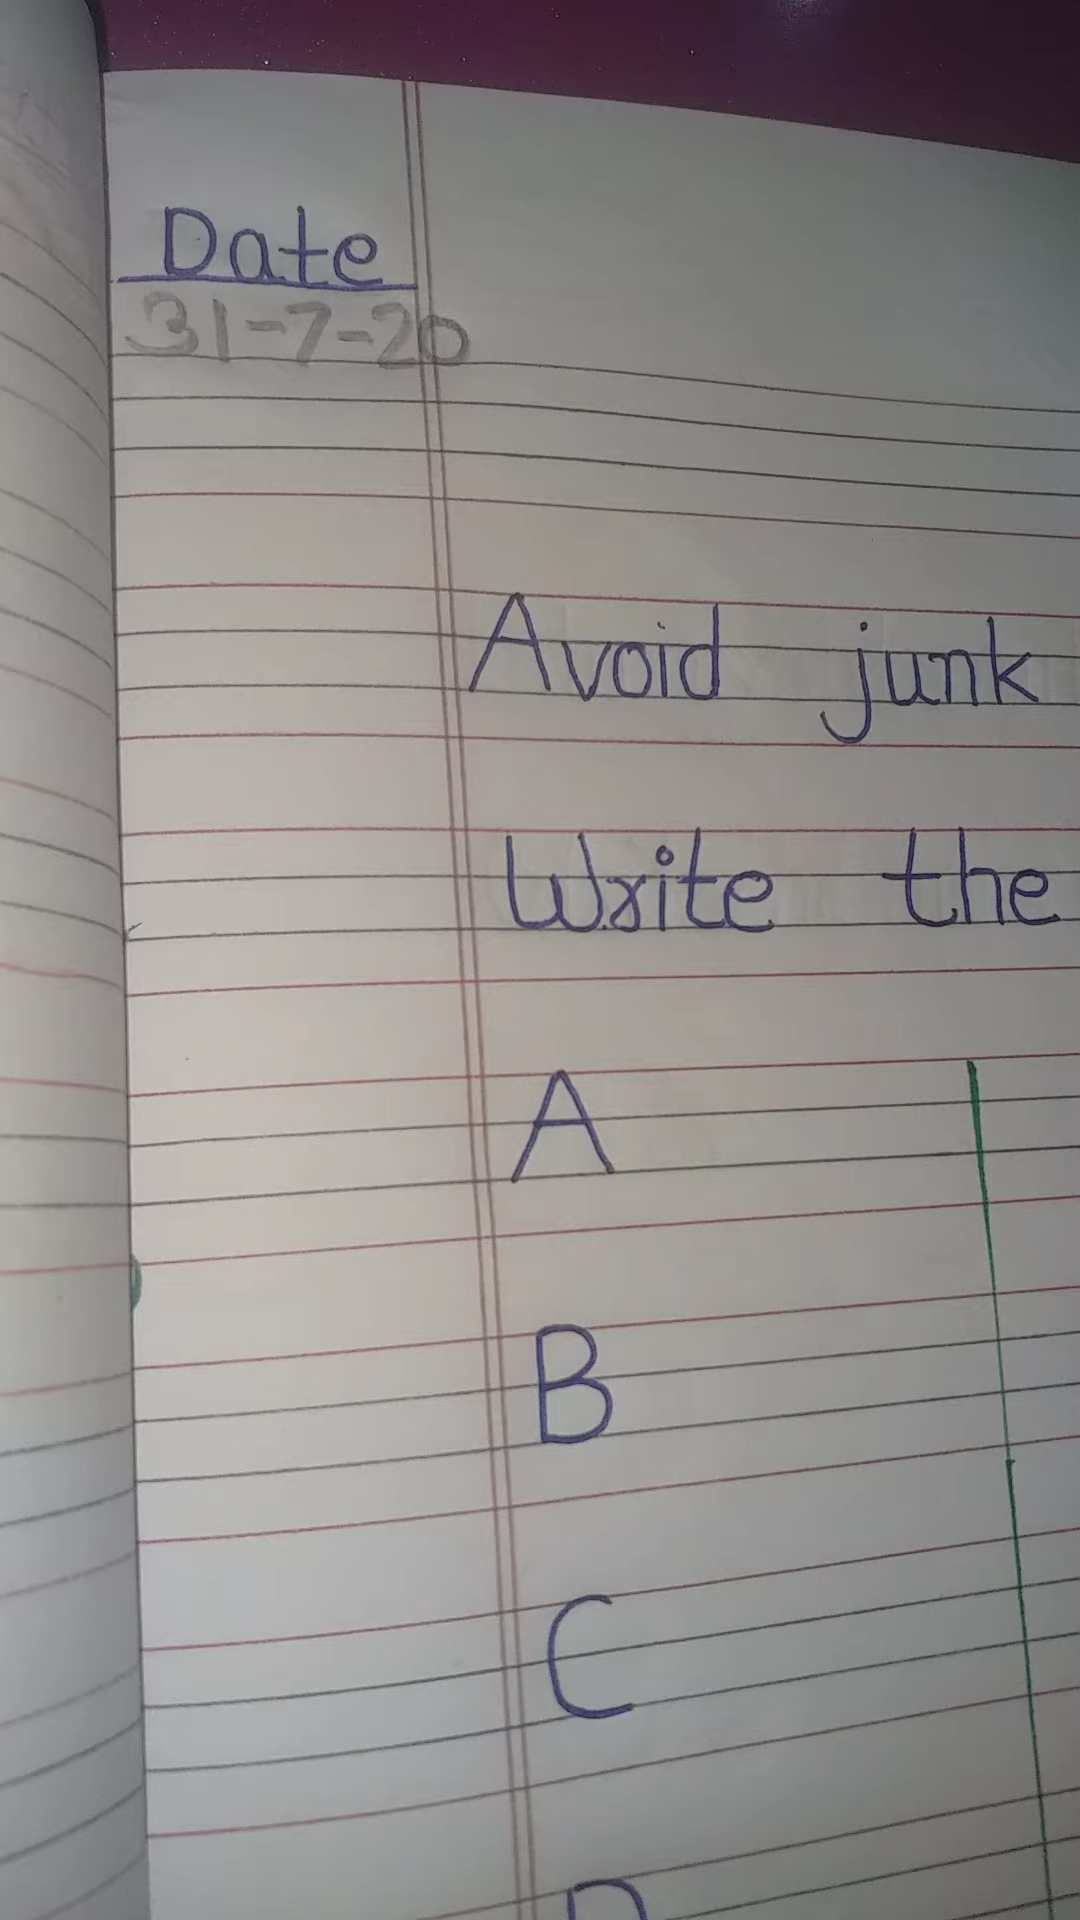 Date
31-7-20
Avoid junk
Write the
A
B
C
D